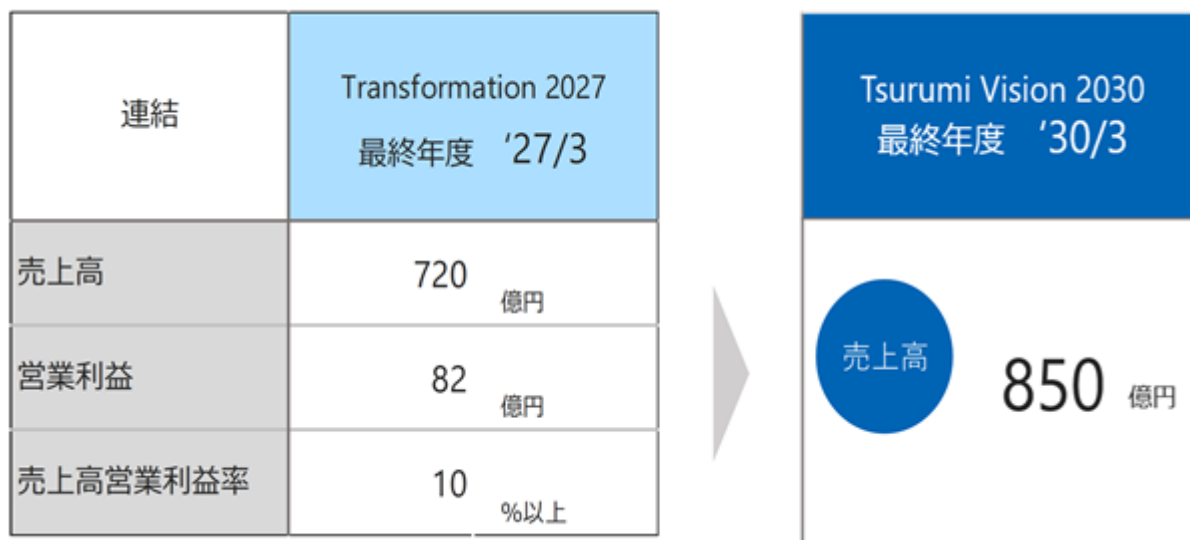 連結
Transformation 2027
最終年度 '27/3
売上高
720 億円
営業利益
82 億円
売上高営業利益率
10 %以上
Tsurumi Vision 2030
最終年度 '30/3
売上高
850 億円